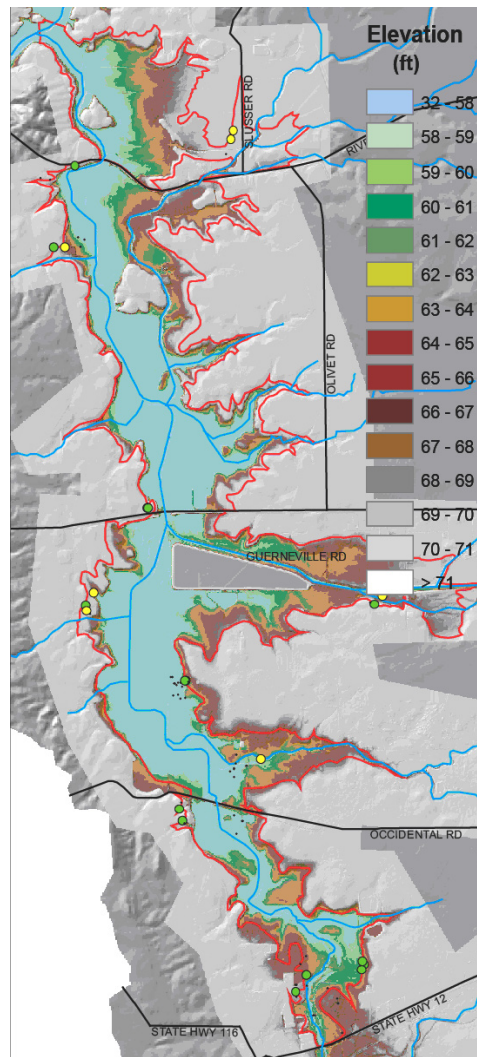 Elevation
(ft)
32 - 58
58 - 59
59 - 60
60 - 61
61 - 62
62 - 63
63 - 64
64 - 65
65 - 66
66 - 67
67 - 68
68 - 69
69 - 70
70 - 71
> 71
SLUSSER RD
RIV
OLIVET RD
GUERNEVILLE RD
OCCIDENTAL RD
STATE HWY 12
STATE HWY 116